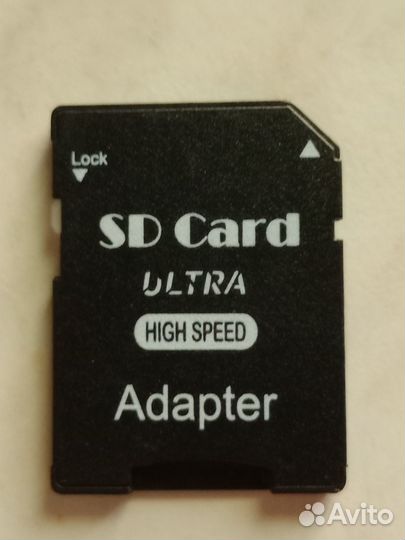 Lock
SD Card
ULTRA
HIGH SPEED
Adapter
Avito